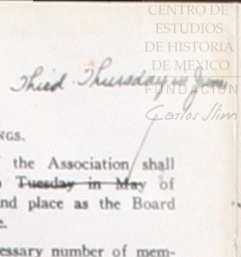 CENTRO DE
ESTUDIOS
DE HISTORIA
DE MEXICO
FUNDACIÓN
Carlos Slim
Third Thursday in June,
NGS.
the Association shall
Tuesday in May of
nd place as the Board
e.
essary number of mem-